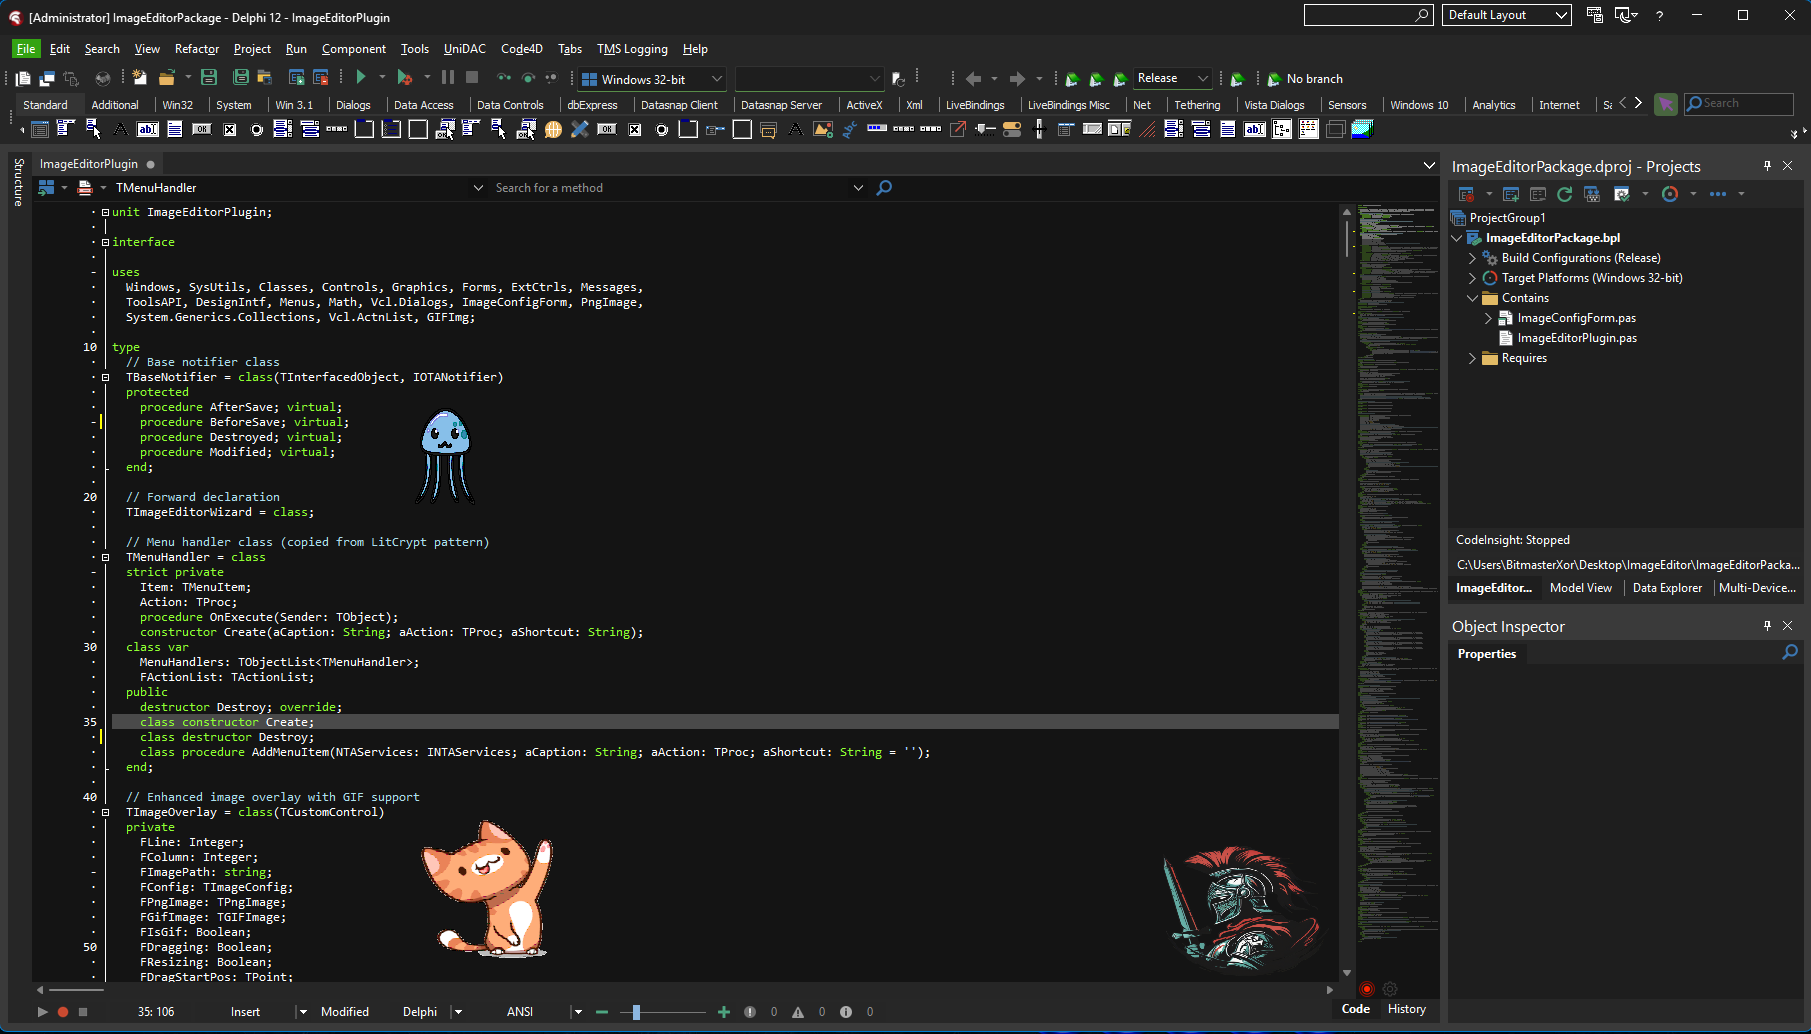 [Administrator] ImageEditorPackage - Delphi 12 - ImageEditorPlugin
Default Layout
?
File Edit Search View Refactor Project Run Component Tools UniDAC Code4D Tabs TMS Logging Help
Windows 32-bit
Release
No branch
Standard Additional Win32 System Win 3.1 Dialogs Data Access Data Controls dbExpress Datasnap Client Datasnap Server ActiveX Xml LiveBindings LiveBindings Misc Net Tethering Vista Dialogs Sensors Windows 10 Analytics Internet
Search
Structure
ImageEditorPlugin
TMenuHandler
Search for a method
unit ImageEditorPlugin;
interface
uses
Windows, SysUtils, Classes, Controls, Graphics, Forms, ExtCtrls, Messages,
ToolsAPI, DesignIntf, Menus, Math, Vcl.Dialogs, ImageConfigForm, PngImage,
System.Generics.Collections, Vcl.ActnList, GIFImg;
10 type
// Base notifier class
TBaseNotifier = class(TInterfacedObject, IOTANotifier)
protected
procedure AfterSave; virtual;
procedure BeforeSave; virtual;
procedure Destroyed; virtual;
procedure Modified; virtual;
end;
20 // Forward declaration
TImageEditorWizard = class;
// Menu handler class (copied from LitCrypt pattern)
TMenuHandler = class
strict private
Item: TMenuItem;
Action: TProc;
procedure OnExecute(Sender: TObject);
constructor Create(aCaption: String; aAction: TProc; aShortcut: String);
30 class var
MenuHandlers: TObjectList<TMenuHandler>;
FActionList: TActionList;
public
destructor Destroy; override;
35 class constructor Create;
class destructor Destroy;
class procedure AddMenuItem(NTAServices: INTAServices; aCaption: String; aAction: TProc; aShortcut: String = '');
end;
40 // Enhanced image overlay with GIF support
TImageOverlay = class(TCustomControl)
private
FLine: Integer;
FColumn: Integer;
FImagePath: string;
FConfig: TImageConfig;
FPngImage: TPngImage;
FGifImage: TGIFImage;
FIsGif: Boolean;
50 FDragging: Boolean;
FResizing: Boolean;
FDragStartPos: TPoint;
35: 106
Insert
Modified
Delphi
ANSI
0
0
0
Code
History
ImageEditorPackage.dproj - Projects
ProjectGroup1
ImageEditorPackage.bpl
Build Configurations (Release)
Target Platforms (Windows 32-bit)
Contains
ImageConfigForm.pas
ImageEditorPlugin.pas
Requires
CodeInsight: Stopped
C:\Users\BitmasterXor\Desktop\ImageEditor\ImageEditorPacka...
ImageEditor... Model View Data Explorer Multi-Device...
Object Inspector
Properties